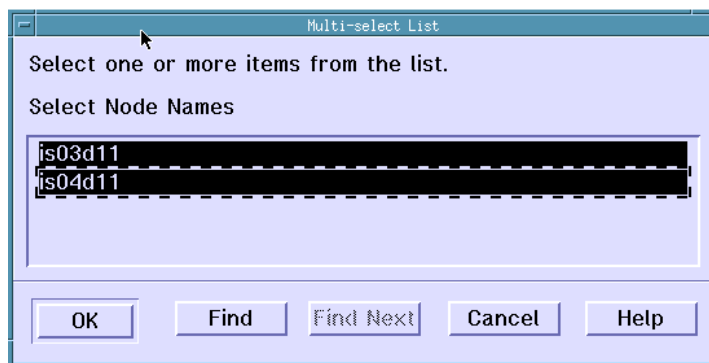 Multi-select List
Select one or more items from the list.
Select Node Names
is03d11
is04d11
OK Find Find Next Cancel Help